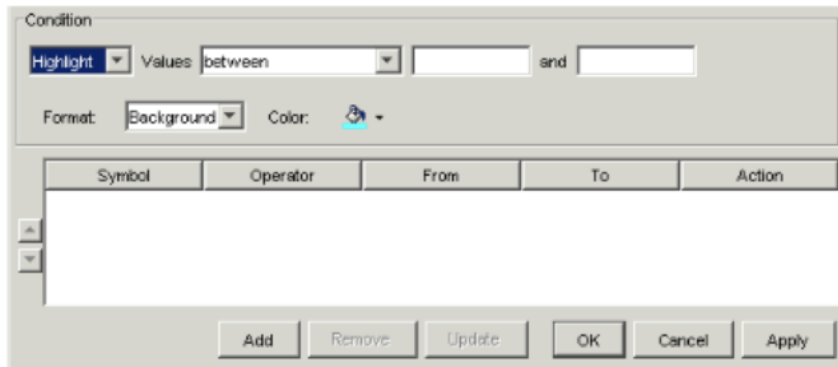 Condition
Highlight Values between and
Format: Background Color:
Symbol Operator From To Action
Add Remove Update OK Cancel Apply